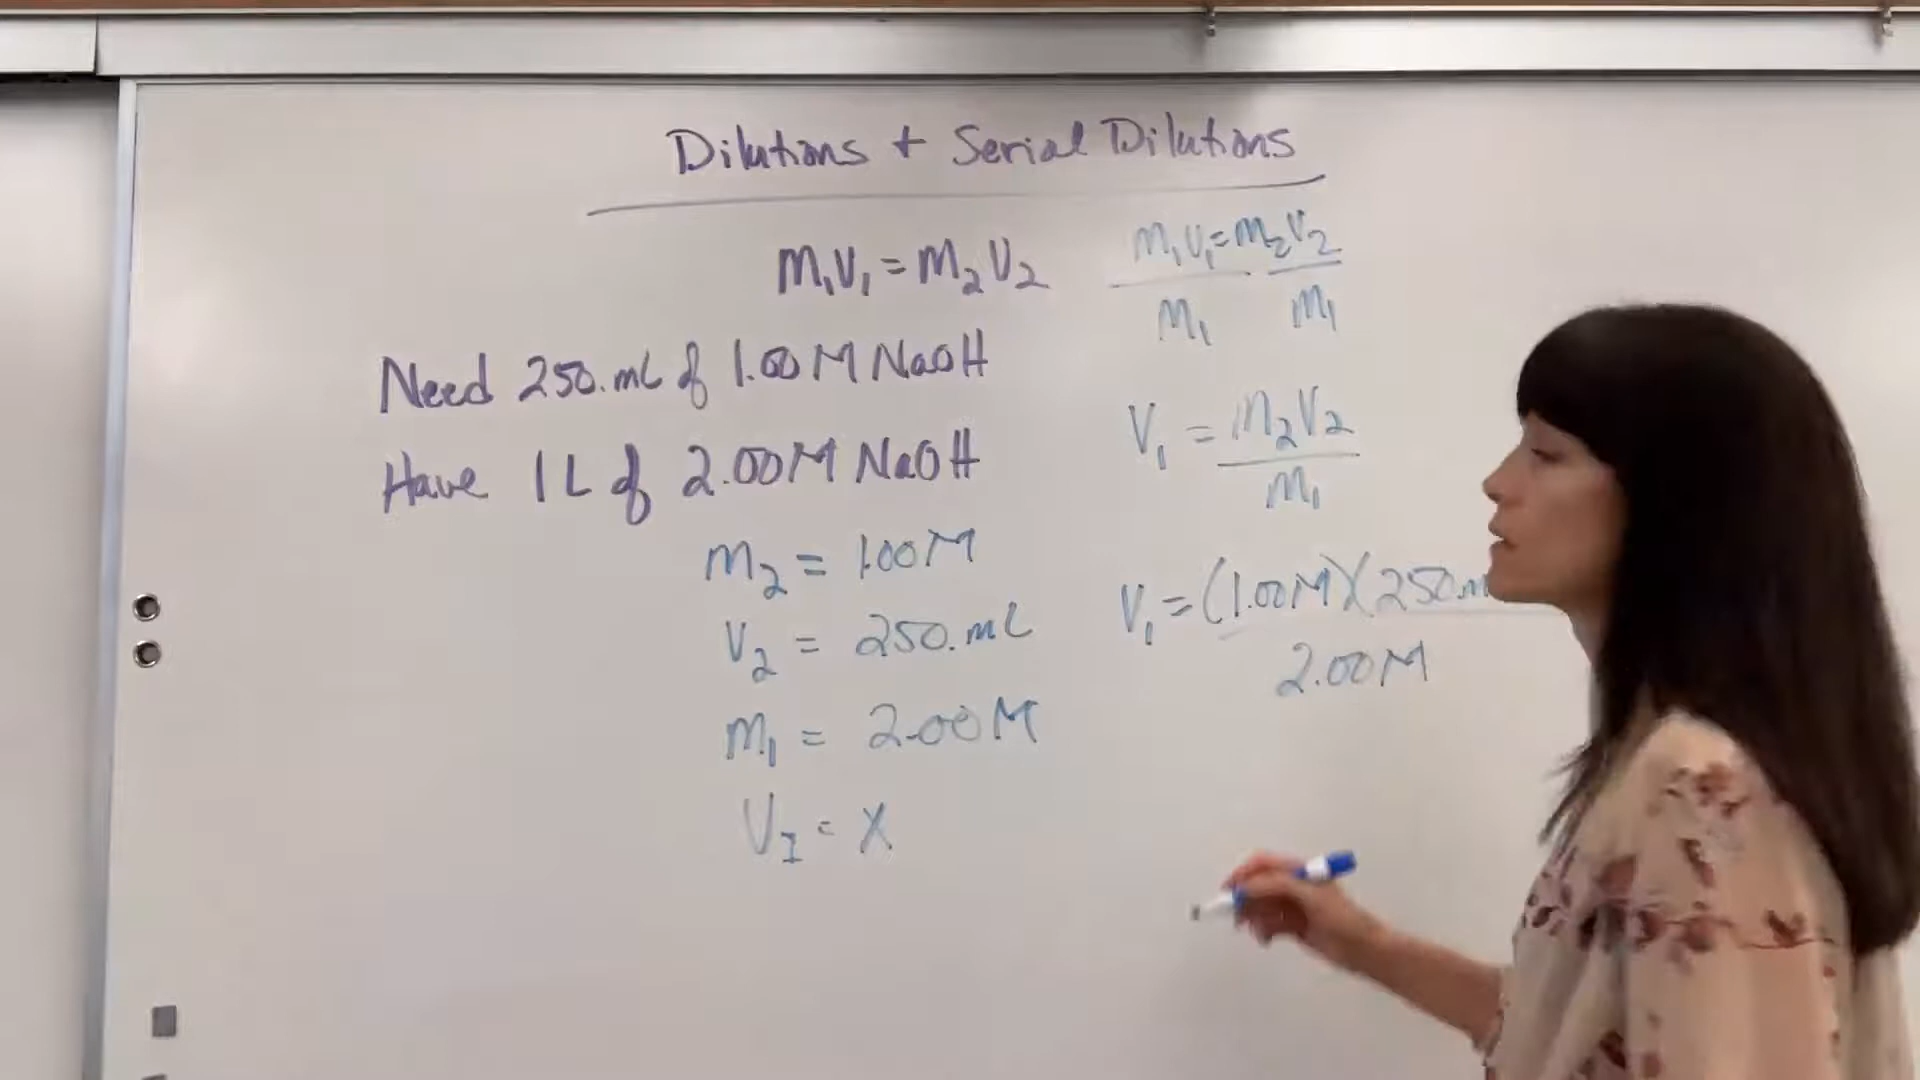 Dilutions + Serial Dilutions
M₁V₁ = M₂V₂
Need 250. mL of 1.00 M NaOH
Have 1 L of 2.00 M NaOH
M₂ = 1.00 M
V₂ = 250. mL
M₁ = 2.00 M
V₁ = X
M₁V₁ = M₂V₂
M₁ M₁
V₁ = M₂V₂
M₁
V₁ = (1.00 M)(250. m
2.00 M